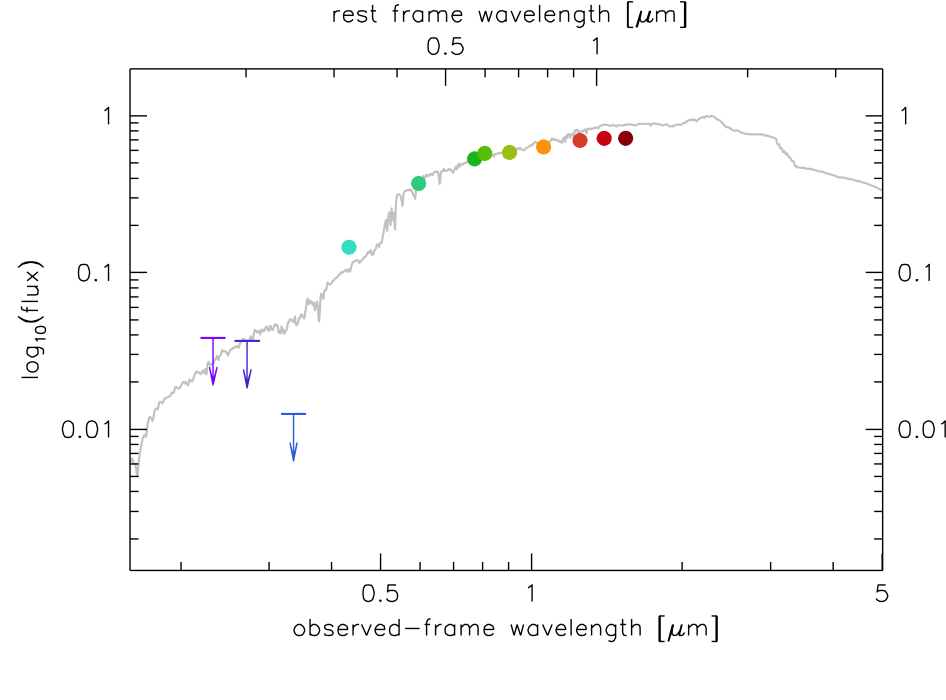 rest frame wavelength [μm]
0.5 1
1 1
0.1 0.1
0.01 0.01
log10(flux)
0.5 1 5
observed-frame wavelength [μm]